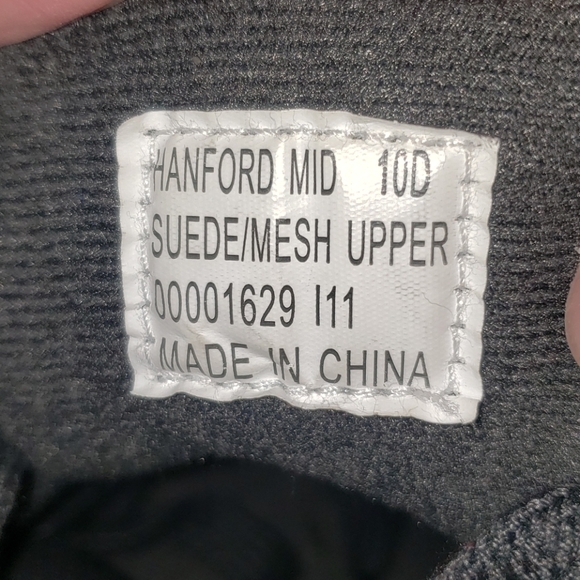 HANFORD MID 10D
SUEDE/MESH UPPER
00001629 I11
MADE IN CHINA